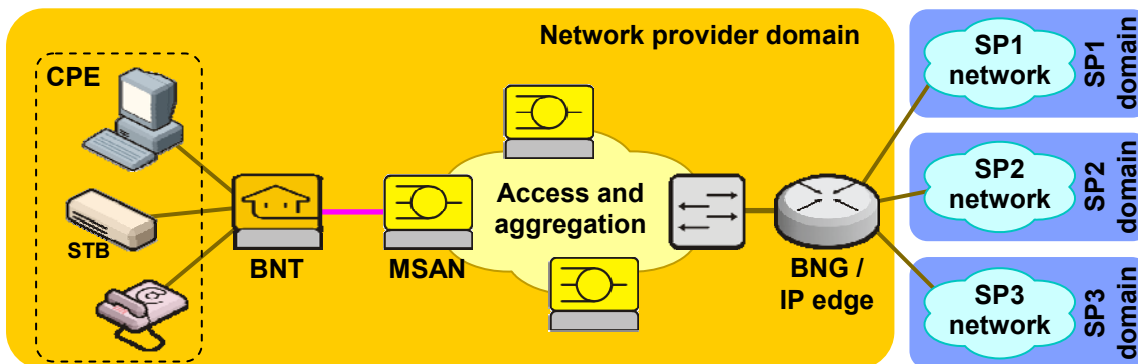 Network provider domain
CPE
STB
BNT
MSAN
Access and
aggregation
BNG /
IP edge
SP1
network
SP1
domain
SP2
network
SP2
domain
SP3
network
SP3
domain